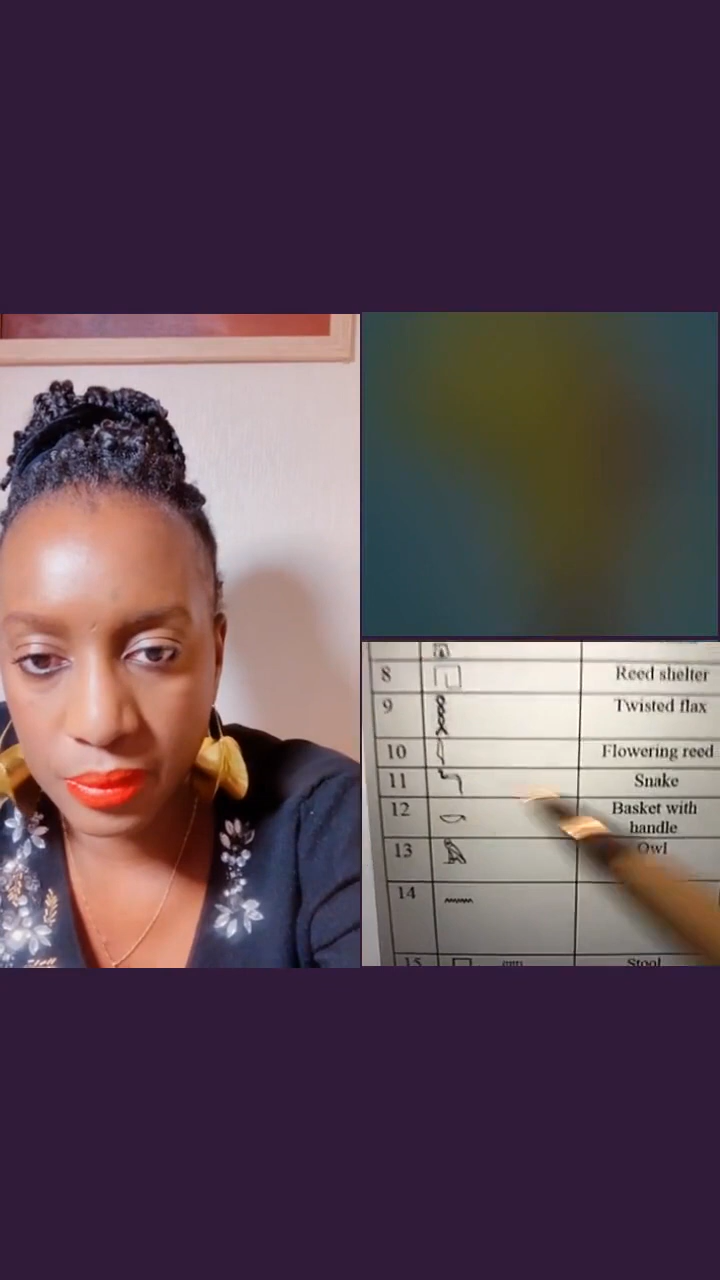 8 Reed shelter
9 Twisted flax
10 Flowering reed
11 Snake
12 Basket with
handle
13 Owl
14
15 Stool